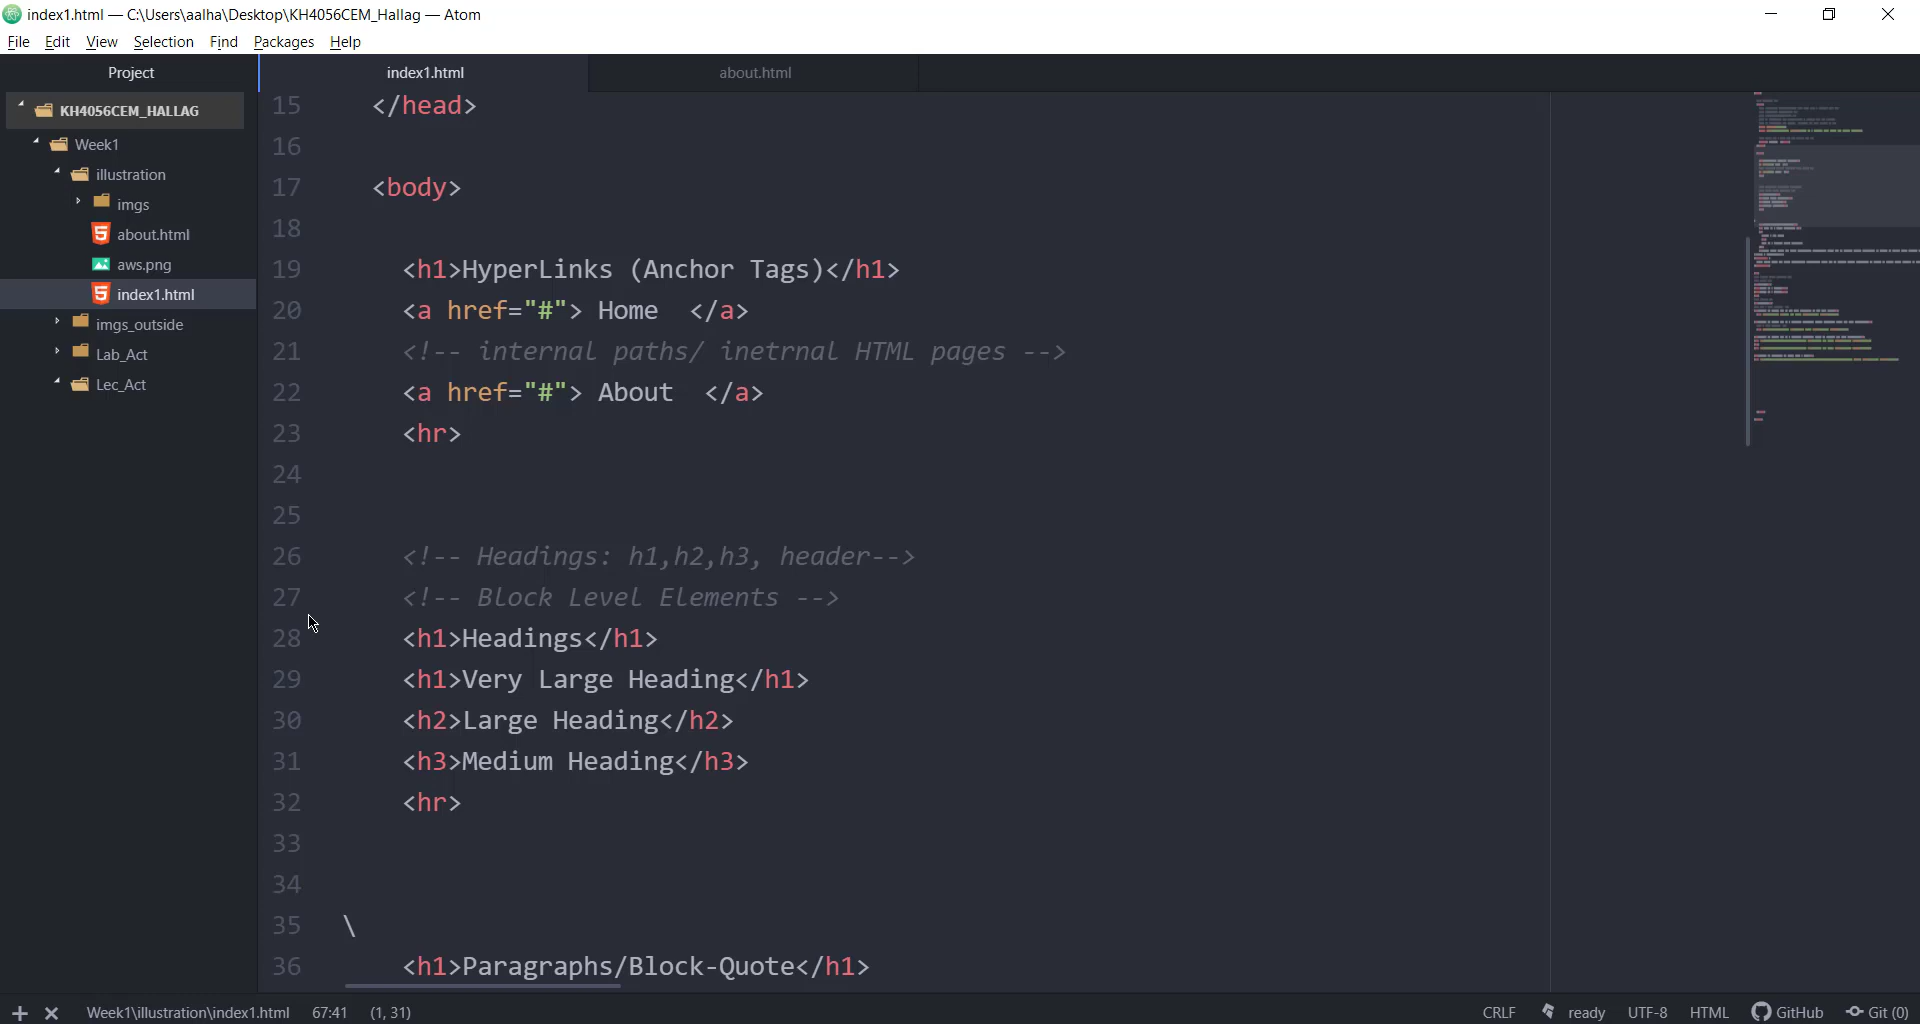 index1.html — C:\Users\aalha\Desktop\KH4056CEM_Hallag — Atom
File Edit View Selection Find Packages Help
Project
KH4056CEM_HALLAG
Week1
illustration
imgs
about.html
aws.png
index1.html
imgs_outside
Lab_Act
Lec_Act
index1.html about.html
15 </head>
16
17 <body>
18
19 <h1>HyperLinks (Anchor Tags)</h1>
20 <a href="#"> Home  </a>
21 <!-- internal paths/ inetrnal HTML pages -->
22 <a href="#"> About  </a>
23 <hr>
24
25
26 <!-- Headings: h1,h2,h3, header-->
27 <!-- Block Level Elements -->
28 <h1>Headings</h1>
29 <h1>Very Large Heading</h1>
30 <h2>Large Heading</h2>
31 <h3>Medium Heading</h3>
32 <hr>
33
34
35 \
36 <h1>Paragraphs/Block-Quote</h1>
Week1\illustration\index1.html 67:41 (1, 31) CRLF ready UTF-8 HTML GitHub Git (0)